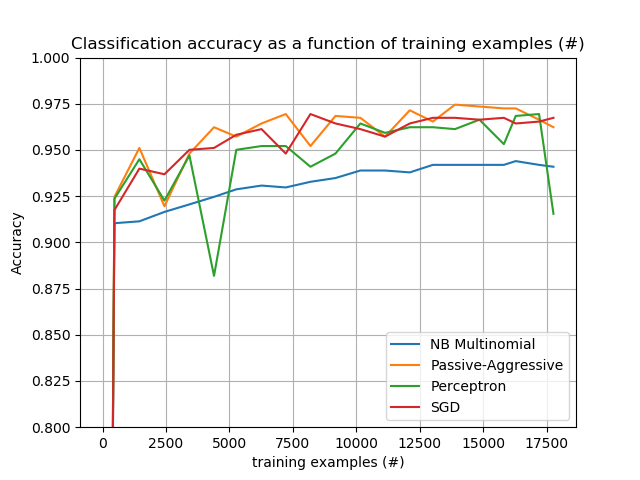 Classification accuracy as a function of training examples (#)
1.000
0.975
0.950
0.925
0.900
0.875
0.850
0.825
0.800
Accuracy
NB Multinomial
Passive-Aggressive
Perceptron
SGD
0 2500 5000 7500 10000 12500 15000 17500
training examples (#)